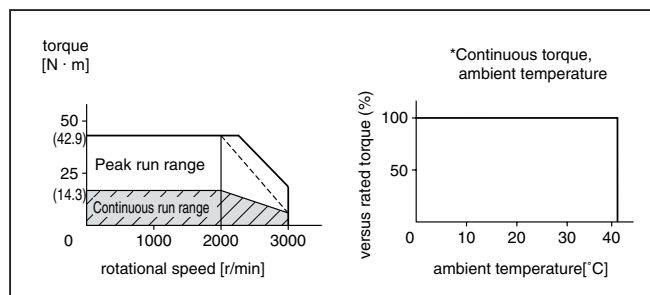 torque
[N · m]
50
(42.9)
Peak run range
25
(14.3)
Continuous run range
0
1000
2000
3000
rotational speed [r/min]
*Continuous torque,
ambient temperature
versus rated torque (%)
100
50
0
10
20
30
40
ambient temperature[˚C]